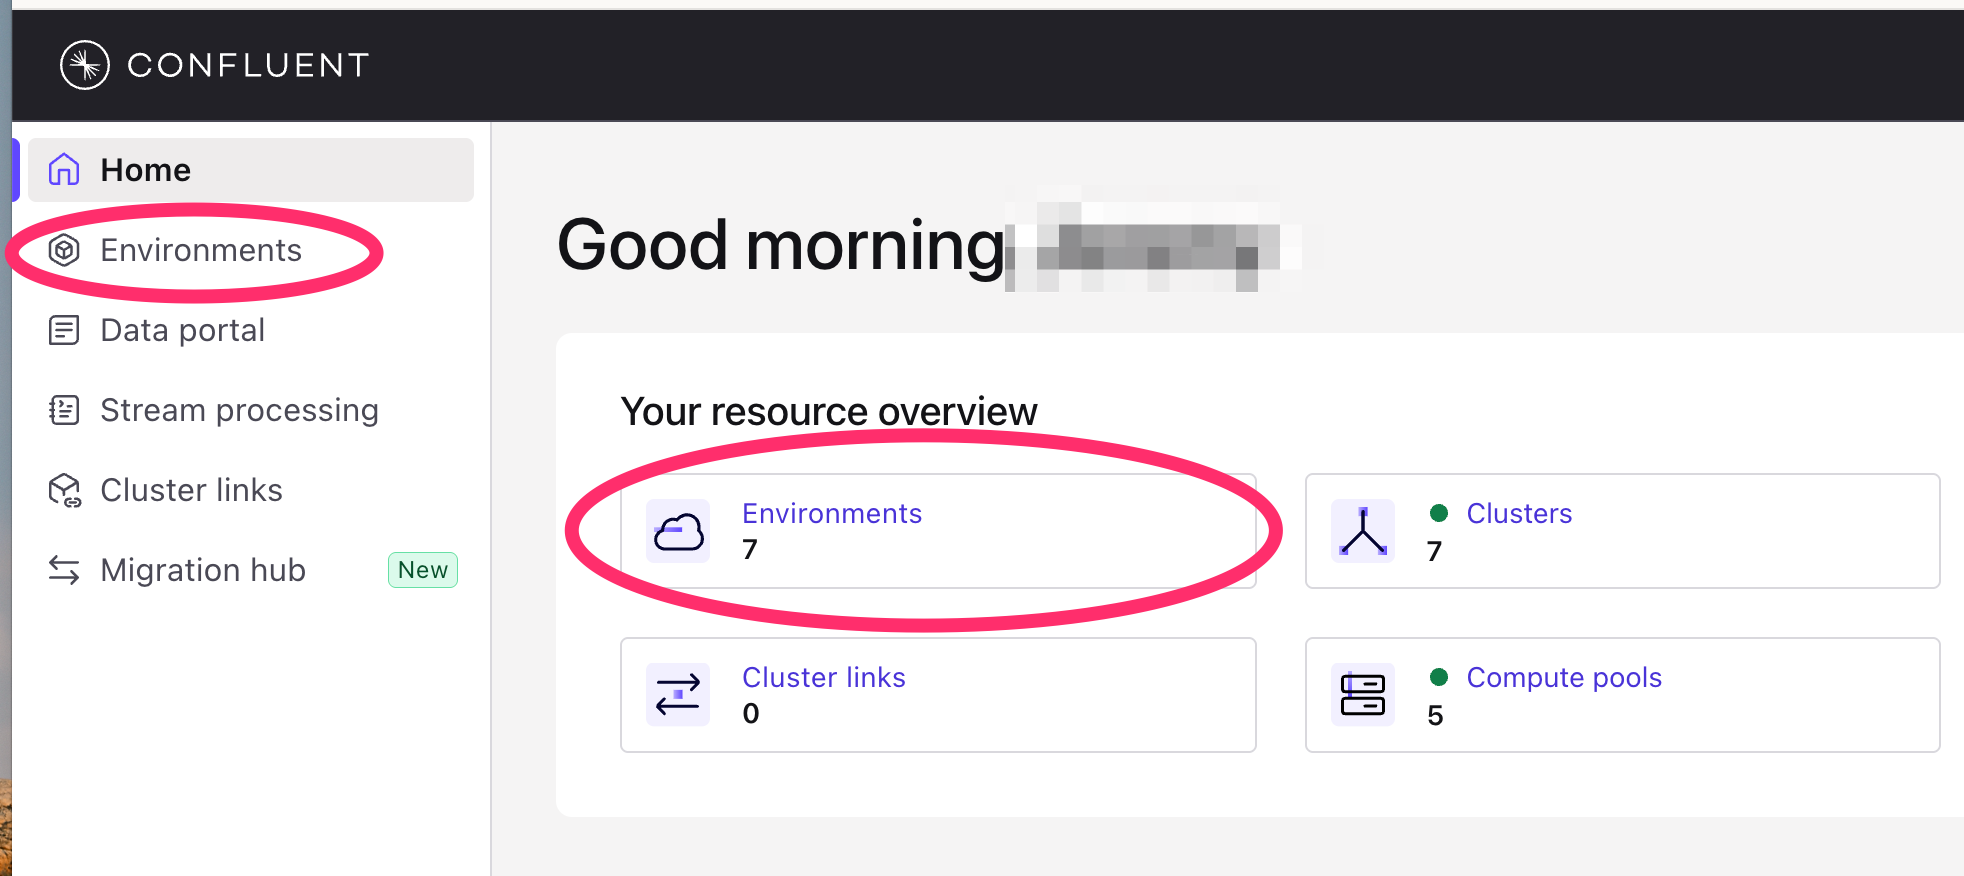 CONFLUENT
Home
Environments
Data portal
Stream processing
Cluster links
Migration hub New
Good morning
Your resource overview
Environments
7
Clusters
7
Cluster links
0
Compute pools
5